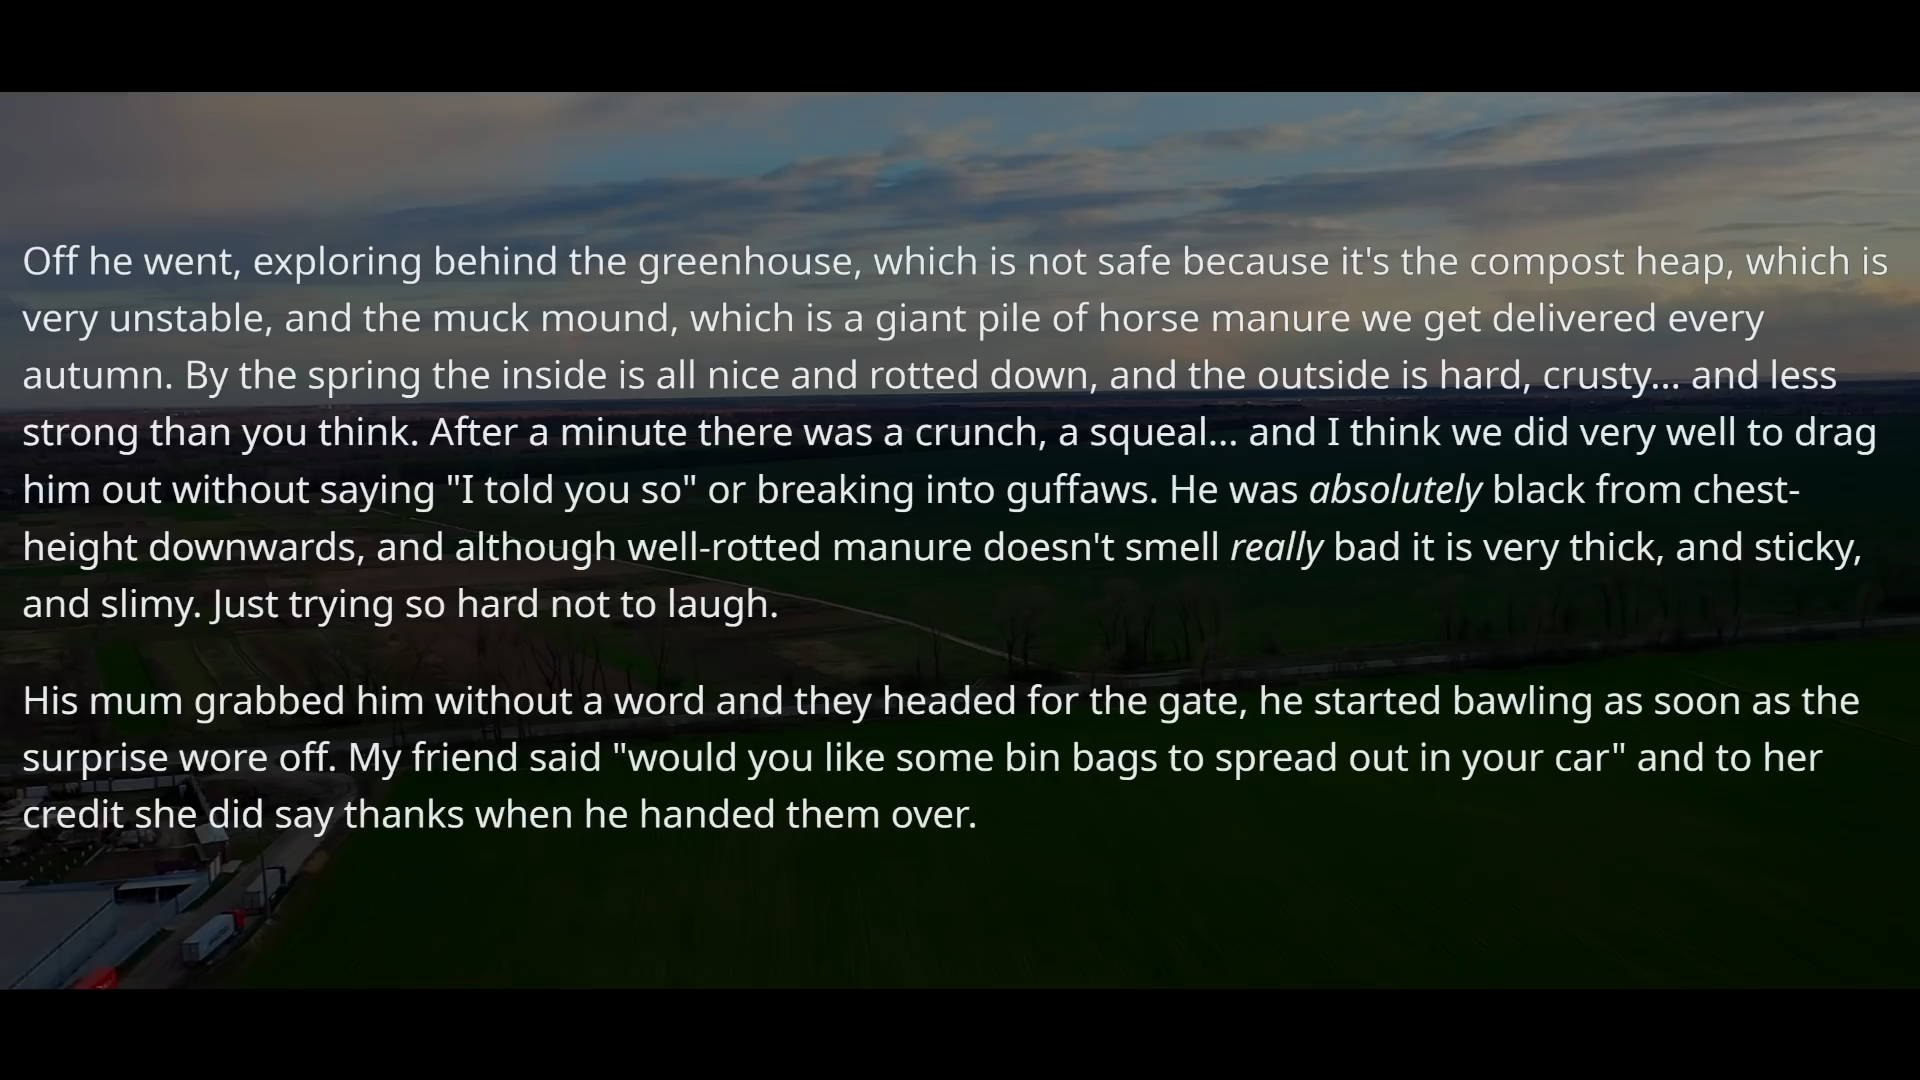 Off he went, exploring behind the greenhouse, which is not safe because it's the compost heap, which is
very unstable, and the muck mound, which is a giant pile of horse manure we get delivered every
autumn. By the spring the inside is all nice and rotted down, and the outside is hard, crusty... and less
strong than you think. After a minute there was a crunch, a squeal... and I think we did very well to drag
him out without saying "I told you so" or breaking into guffaws. He was absolutely black from chest-
height downwards, and although well-rotted manure doesn't smell really bad it is very thick, and sticky,
and slimy. Just trying so hard not to laugh.
His mum grabbed him without a word and they headed for the gate, he started bawling as soon as the
surprise wore off. My friend said "would you like some bin bags to spread out in your car" and to her
credit she did say thanks when he handed them over.